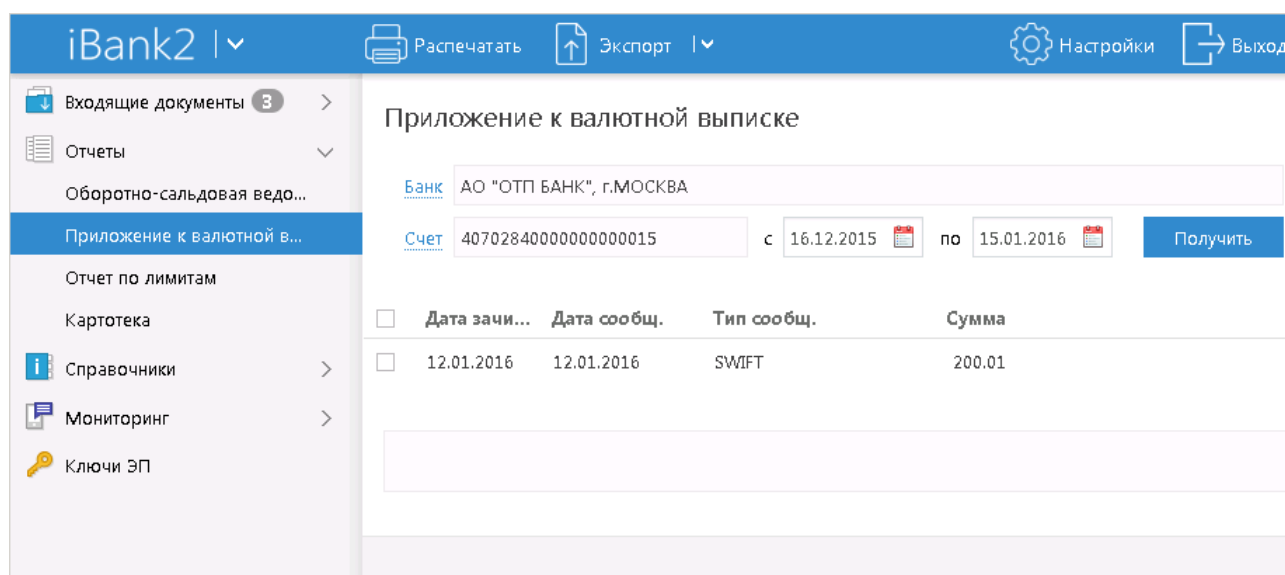 iBank2 Распечатать Экспорт Настройки Выход
Входящие документы 3
Отчеты
Оборотно-сальдовая ведо...
Приложение к валютной в...
Отчет по лимитам
Картотека
Справочники
Мониторинг
Ключи ЭП
Приложение к валютной выписке
Банк АО "ОТП БАНК", г.МОСКВА
Счет 40702840000000000015 с 16.12.2015 по 15.01.2016 Получить
Дата зачи... Дата сообщ. Тип сообщ. Сумма
12.01.2016 12.01.2016 SWIFT 200.01